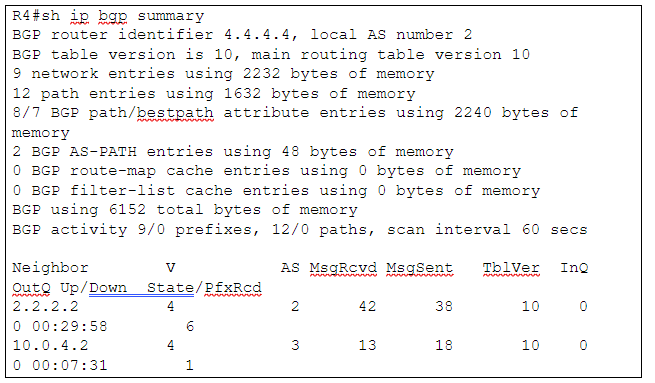 R4#sh ip bgp summary
BGP router identifier 4.4.4.4, local AS number 2
BGP table version is 10, main routing table version 10
9 network entries using 2232 bytes of memory
12 path entries using 1632 bytes of memory
8/7 BGP path/bestpath attribute entries using 2240 bytes of
memory
2 BGP AS-PATH entries using 48 bytes of memory
0 BGP route-map cache entries using 0 bytes of memory
0 BGP filter-list cache entries using 0 bytes of memory
BGP using 6152 total bytes of memory
BGP activity 9/0 prefixes, 12/0 paths, scan interval 60 secs
Neighbor V AS MsgRcvd MsgSent TblVer InQ
OutQ Up/Down State/PfxRcd
2.2.2.2 4 2 42 38 10 0
0 00:29:58 6
10.0.4.2 4 3 13 18 10 0
0 00:07:31 1